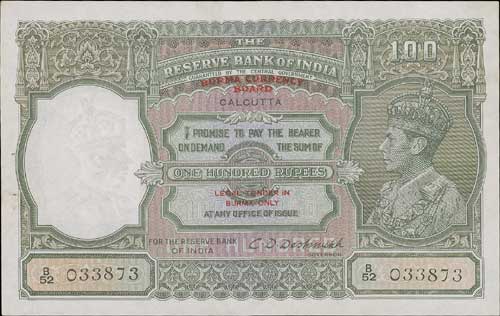 THE
RESERVE BANK OF INDIA
100
GUARANTEED BY THE CENTRAL GOVERNMENT
BURMA CURRENCY
BOARD
CALCUTTA
I PROMISE TO PAY THE BEARER
ON DEMAND THE SUM OF
ONE HUNDRED RUPEES
LEGAL TENDER IN
BURMA ONLY
AT ANY OFFICE OF ISSUE
FOR THE RESERVE BANK
OF INDIA
C. D. Deshmukh
GOVERNOR
B/52 033873
B/52 033873